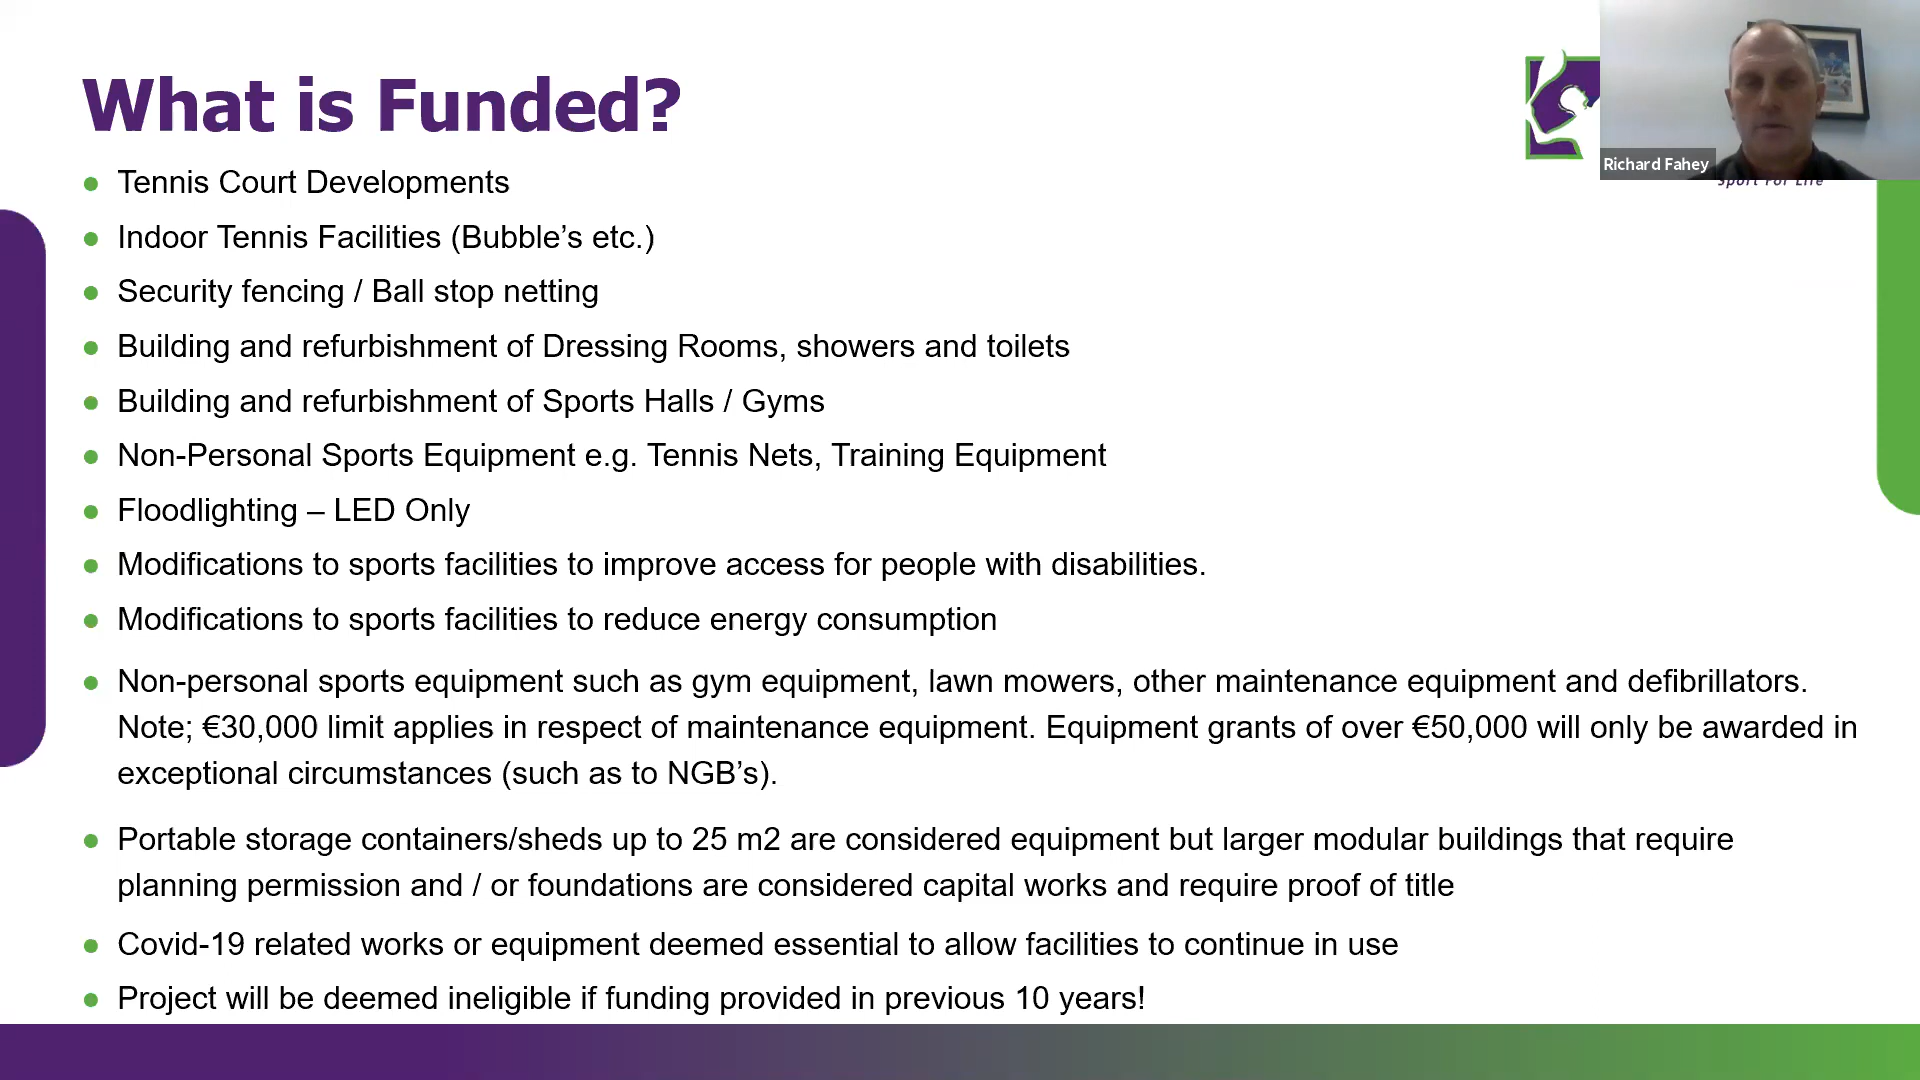 What is Funded?
Richard Fahey
Sport For Life
Tennis Court Developments
Indoor Tennis Facilities (Bubble’s etc.)
Security fencing / Ball stop netting
Building and refurbishment of Dressing Rooms, showers and toilets
Building and refurbishment of Sports Halls / Gyms
Non-Personal Sports Equipment e.g. Tennis Nets, Training Equipment
Floodlighting – LED Only
Modifications to sports facilities to improve access for people with disabilities.
Modifications to sports facilities to reduce energy consumption
Non-personal sports equipment such as gym equipment, lawn mowers, other maintenance equipment and defibrillators.
Note; €30,000 limit applies in respect of maintenance equipment. Equipment grants of over €50,000 will only be awarded in
exceptional circumstances (such as to NGB’s).
Portable storage containers/sheds up to 25 m2 are considered equipment but larger modular buildings that require
planning permission and / or foundations are considered capital works and require proof of title
Covid-19 related works or equipment deemed essential to allow facilities to continue in use
Project will be deemed ineligible if funding provided in previous 10 years!